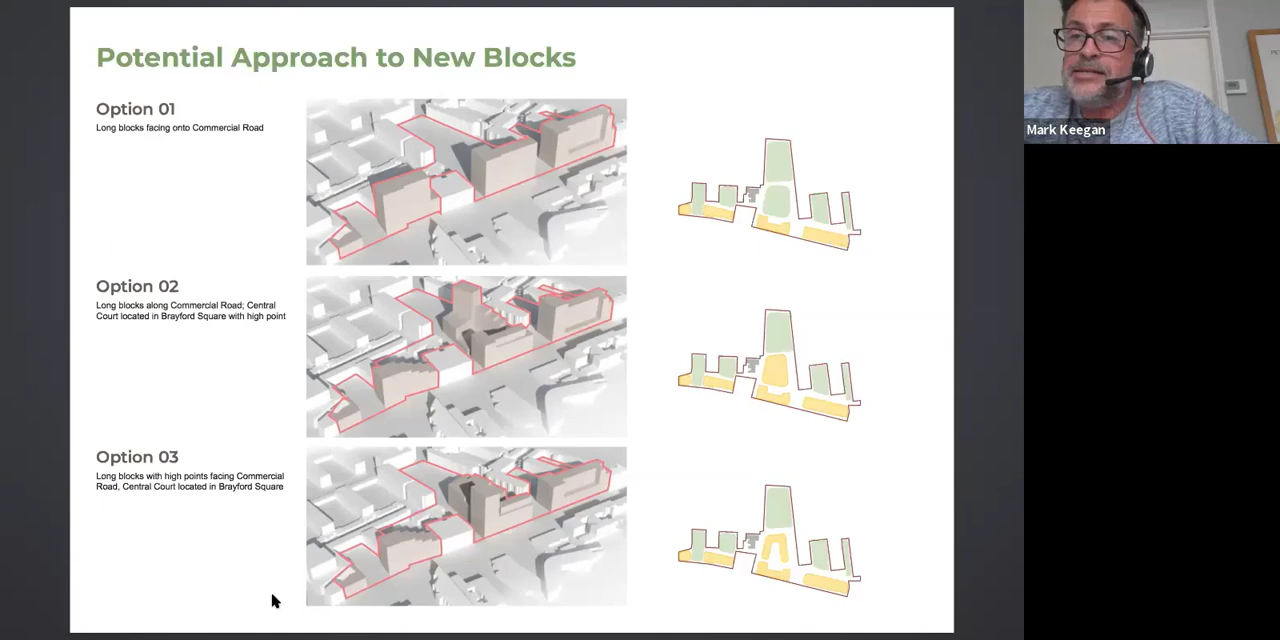 Potential Approach to New Blocks
Option 01
Long blocks facing onto Commercial Road
Mark Keegan
Option 02
Long blocks along Commercial Road; Central
Court located in Brayford Square with high point
Option 03
Long blocks with high points facing Commercial
Road, Central Court located in Brayford Square